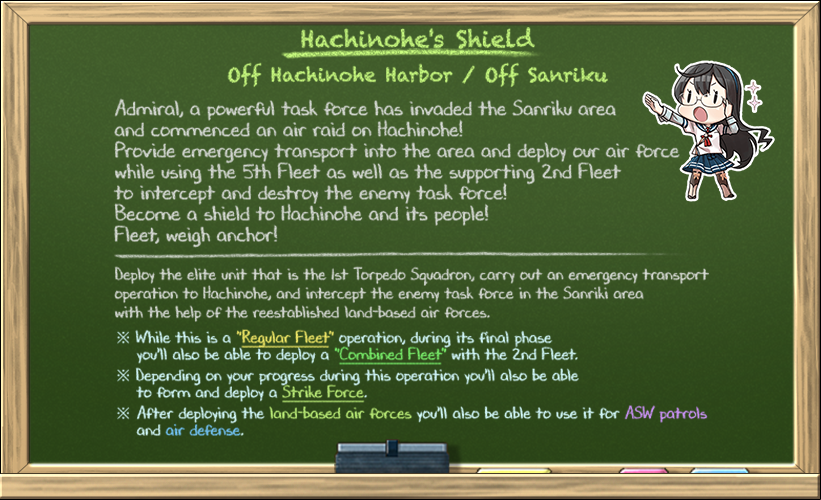 Hachinohe's Shield
Off Hachinohe Harbor / Off Sanriku
Admiral, a powerful task force has invaded the Sanriku area
and commenced an air raid on Hachinohe!
Provide emergency transport into the area and deploy our air force
while using the 5th Fleet as well as the supporting 2nd Fleet
to intercept and destroy the enemy task force!
Become a shield to Hachinohe and its people!
Fleet, weigh anchor!
Deploy the elite unit that is the 1st Torpedo Squadron, carry out an emergency transport
operation to Hachinohe, and intercept the enemy task force in the Sanriki area
with the help of the reestablished land-based air forces.
※ While this is a "Regular Fleet" operation, during its final phase
you'll also be able to deploy a "Combined Fleet" with the 2nd Fleet.
※ Depending on your progress during this operation you'll also be able
to form and deploy a Strike Force.
※ After deploying the land-based air forces you'll also be able to use it for ASW patrols
and air defense.